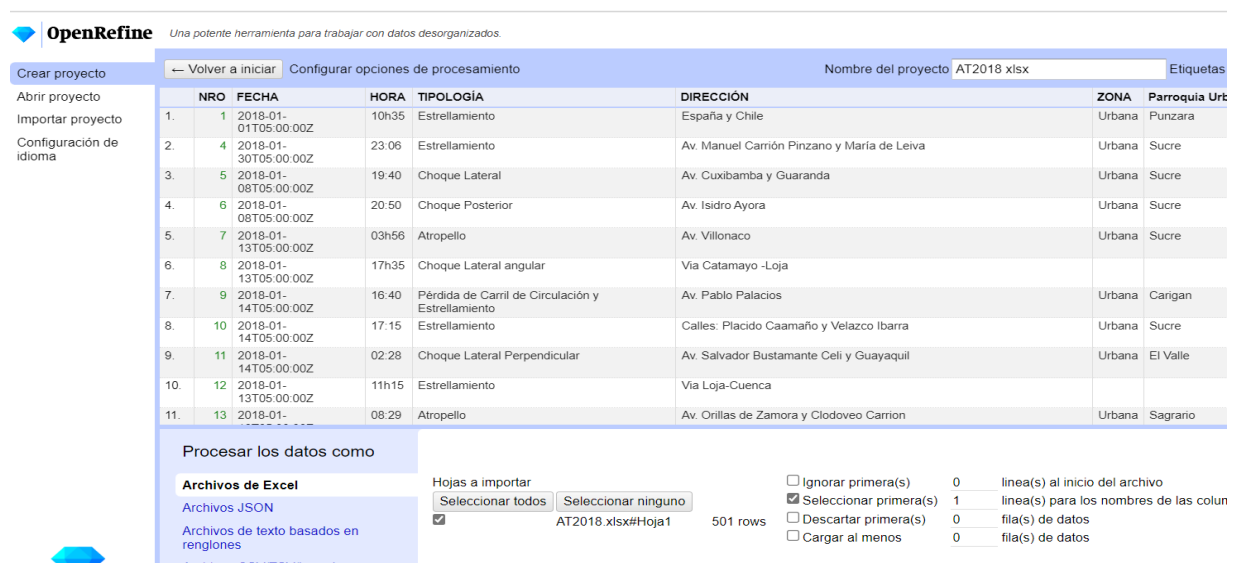 OpenRefine Una potente herramienta para trabajar con datos desorganizados.
Crear proyecto
Abrir proyecto
Importar proyecto
Configuración de
idioma
← Volver a iniciar Configurar opciones de procesamiento Nombre del proyecto AT2018 xlsx Etiquetas
NRO FECHA HORA TIPOLOGÍA DIRECCIÓN ZONA Parroquia Urb
1. 1 2018-01-
01T05:00:00Z 10h35 Estrellamiento España y Chile Urbana Punzara
2. 4 2018-01-
30T05:00:00Z 23:06 Estrellamiento Av. Manuel Carrión Pinzano y María de Leiva Urbana Sucre
3. 5 2018-01-
08T05:00:00Z 19:40 Choque Lateral Av. Cuxibamba y Guaranda Urbana Sucre
4. 6 2018-01-
08T05:00:00Z 20:50 Choque Posterior Av. Isidro Ayora Urbana Sucre
5. 7 2018-01-
13T05:00:00Z 03h56 Atropello Av. Villonaco Urbana Sucre
6. 8 2018-01-
13T05:00:00Z 17h35 Choque Lateral angular Via Catamayo -Loja
7. 9 2018-01-
14T05:00:00Z 16:40 Pérdida de Carril de Circulación y
Estrellamiento Av. Pablo Palacios Urbana Carigan
8. 10 2018-01-
14T05:00:00Z 17:15 Estrellamiento Calles: Placido Caamaño y Velazco Ibarra Urbana Sucre
9. 11 2018-01-
14T05:00:00Z 02:28 Choque Lateral Perpendicular Av. Salvador Bustamante Celi y Guayaquil Urbana El Valle
10. 12 2018-01-
13T05:00:00Z 11h15 Estrellamiento Via Loja-Cuenca
11. 13 2018-01- 08:29 Atropello Av. Orillas de Zamora y Clodoveo Carrion Urbana Sagrario
Procesar los datos como
Archivos de Excel
Archivos JSON
Archivos de texto basados en
renglones
Hojas a importar
Seleccionar todos Seleccionar ninguno
AT2018.xlsx#Hoja1 501 rows
Ignorar primera(s) 0 linea(s) al inicio del archivo
Seleccionar primera(s) 1 linea(s) para los nombres de las colum
Descartar primera(s) 0 fila(s) de datos
Cargar al menos 0 fila(s) de datos